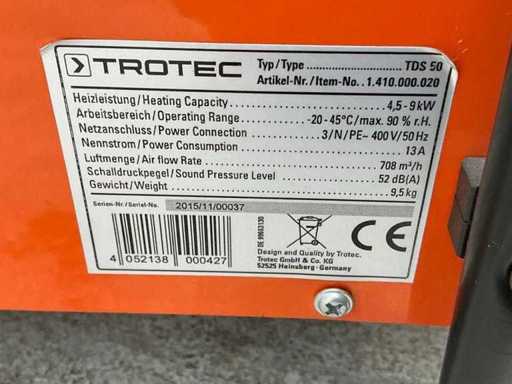 TROTEC
Typ/Type TDS 50
Artikel-Nr./Item-No. 1.410.000.020
Heizleistung/Heating Capacity 4,5 - 9 kW
Arbeitsbereich/Operating Range -20 - 45°C/max. 90 % r.H.
Netzanschluss/Power Connection 3/N/PE~ 400 V/50 Hz
Nennstrom/Power Consumption 13 A
Luftmenge/Air flow Rate 708 m³/h
Schalldruckpegel/Sound Pressure Level 52 dB(A)
Gewicht/Weight 9,5 kg
Serien-Nr./Serial-No. 2015/11/00037
4 052138 000427
DE 99663130
CE
Design and Quality by Trotec.
Trotec GmbH & Co. KG
52525 Heinsberg - Germany